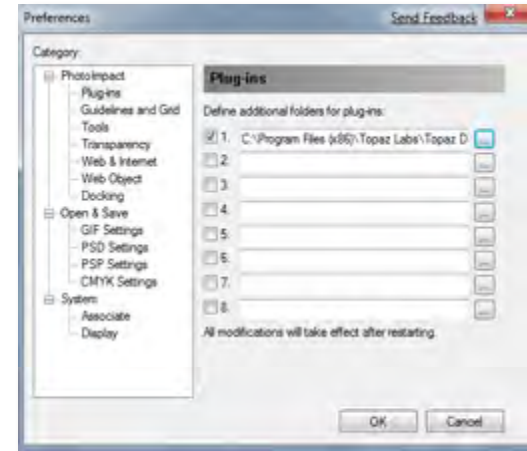 Preferences
Send Feedback
Category:
PhotoImpact
Plug-ins
Guidelines and Grid
Tools
Transparency
Web & Internet
Web Object
Docking
Open & Save
GIF Settings
PSD Settings
PSP Settings
CMYK Settings
System
Associate
Display
Plug-ins
Define additional folders for plug-ins:
1. C:\Program Files (x86)\Topaz Labs\Topaz D ...
2. ...
3. ...
4. ...
5. ...
6. ...
7. ...
8. ...
All modifications will take effect after restarting.
OK Cancel